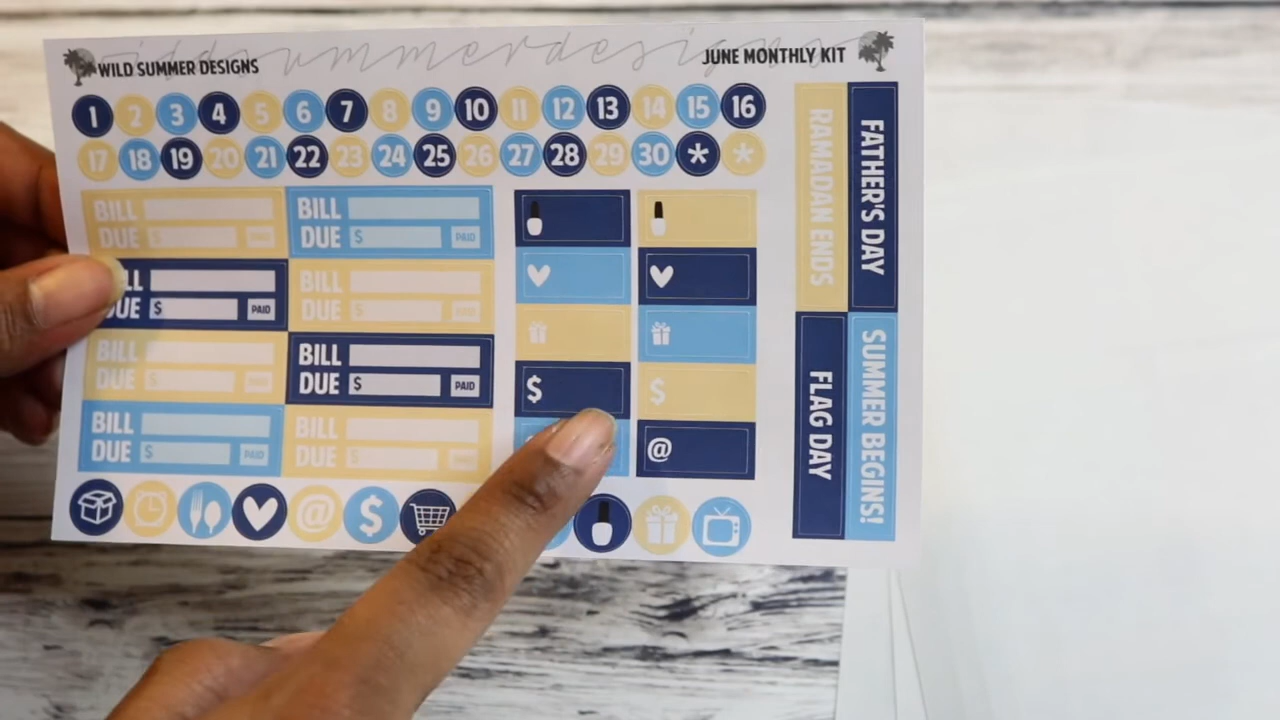 wildsummerdesigns
WILD SUMMER DESIGNS
JUNE MONTHLY KIT
1 2 3 4 5 6 7 8 9 10 11 12 13 14 15 16
17 18 19 20 21 22 23 24 25 26 27 28 29 30 * *
BILL
DUE $ PAID
BILL
DUE $ PAID
LL
DUE $ PAID
BILL
DUE $ PAID
BILL
DUE $ PAID
BILL
DUE $ PAID
BILL
DUE $ PAID
BILL
DUE $ PAID
$ $
@
@ $
RAMADAN ENDS
FATHER'S DAY
FLAG DAY
SUMMER BEGINS!